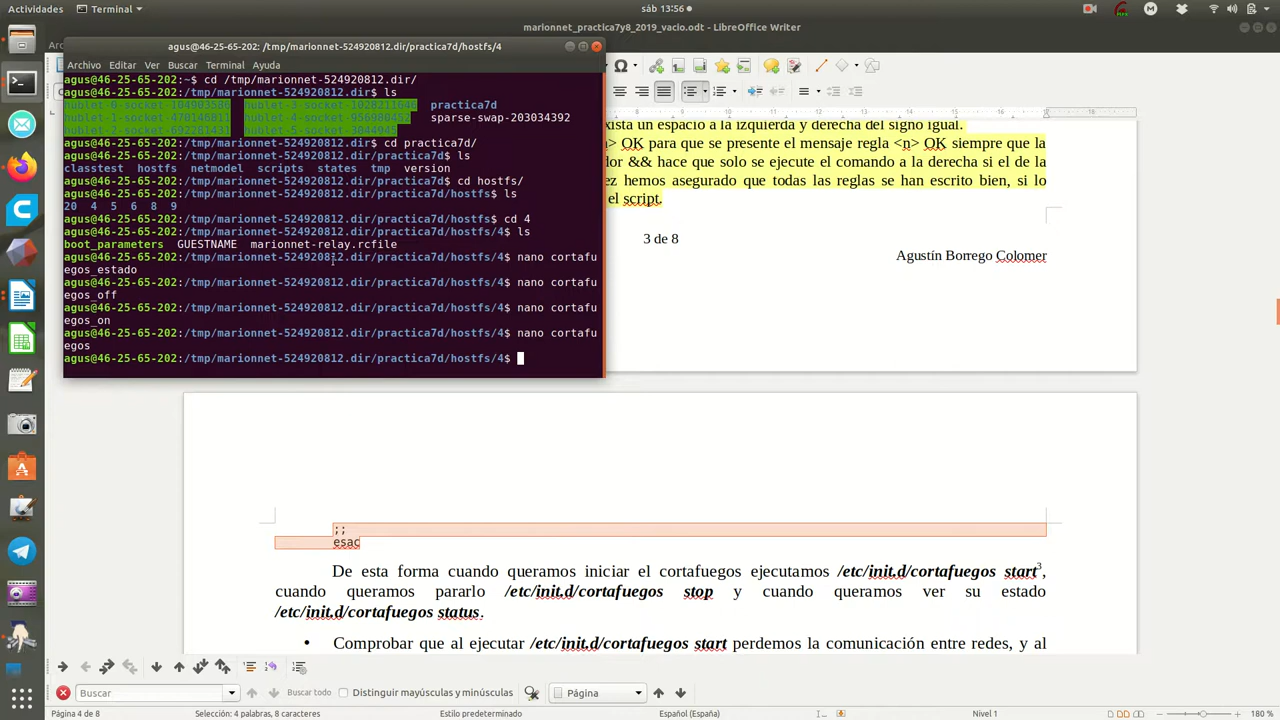 Actividades
Terminal
sáb 13:56
marionnet_practica7y8_2019_vacio.odt - LibreOffice Writer
agus@46-25-65-202: /tmp/marionnet-524920812.dir/practica7d/hostfs/4
Archivo Editar Ver Buscar Terminal Ayuda
agus@46-25-65-202:~$ cd /tmp/marionnet-524920812.dir/
agus@46-25-65-202:/tmp/marionnet-524920812.dir$ ls
practica7d
sparse-swap-203034392
agus@46-25-65-202:/tmp/marionnet-524920812.dir$ cd practica7d/
agus@46-25-65-202:/tmp/marionnet-524920812.dir/practica7d$ ls
classtest hostfs netmodel scripts states tmp version
agus@46-25-65-202:/tmp/marionnet-524920812.dir/practica7d$ cd hostfs/
agus@46-25-65-202:/tmp/marionnet-524920812.dir/practica7d/hostfs$ ls
20 4 5 6 8 9
agus@46-25-65-202:/tmp/marionnet-524920812.dir/practica7d/hostfs$ cd 4
agus@46-25-65-202:/tmp/marionnet-524920812.dir/practica7d/hostfs/4$ ls
boot_parameters GUESTNAME marionnet-relay.rcfile
agus@46-25-65-202:/tmp/marionnet-524920812.dir/practica7d/hostfs/4$ nano cortafu
egos_estado
agus@46-25-65-202:/tmp/marionnet-524920812.dir/practica7d/hostfs/4$ nano cortafu
egos_off
agus@46-25-65-202:/tmp/marionnet-524920812.dir/practica7d/hostfs/4$ nano cortafu
egos_on
agus@46-25-65-202:/tmp/marionnet-524920812.dir/practica7d/hostfs/4$ nano cortafu
egos
agus@46-25-65-202:/tmp/marionnet-524920812.dir/practica7d/hostfs/4$
xista un espacio a la izquierda y derecha del signo igual.
> OK para que se presente el mensaje regla <n> OK siempre que la
dor && hace que solo se ejecute el comando a la derecha si el de la
ez hemos asegurado que todas las reglas se han escrito bien, si lo
el script.
3 de 8
Agustín Borrego Colomer
;;
esac
De esta forma cuando queramos iniciar el cortafuegos ejecutamos /etc/init.d/cortafuegos start3,
cuando queramos pararlo /etc/init.d/cortafuegos stop y cuando queramos ver su estado
/etc/init.d/cortafuegos status.
• Comprobar que al ejecutar /etc/init.d/cortafuegos start perdemos la comunicación entre redes, y al
Buscar
Buscar todo
Distinguir mayúsculas y minúsculas
Página
Página 4 de 8
Selección: 4 palabras, 8 caracteres
Estilo predeterminado
Español (España)
Nivel 1
180 %